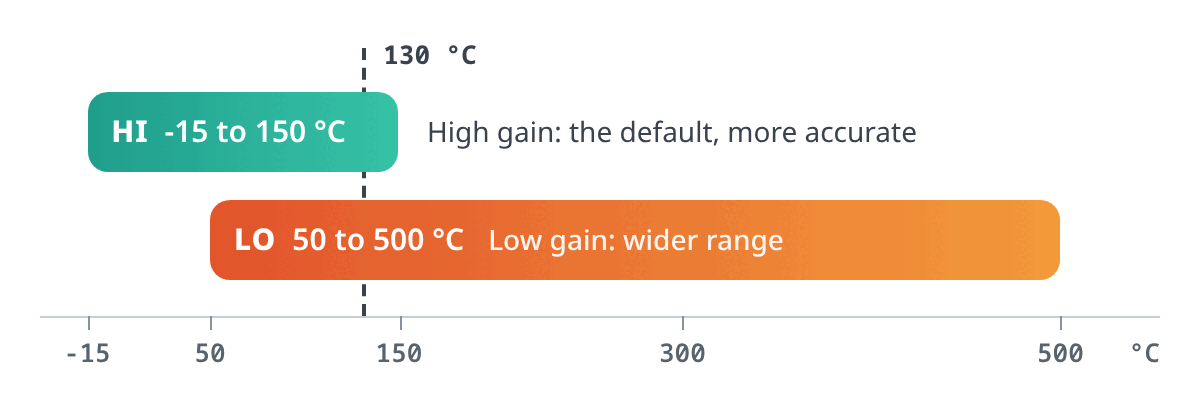 130 °C
HI -15 to 150 °C High gain: the default, more accurate
LO 50 to 500 °C Low gain: wider range
-15 50 150 300 500 °C